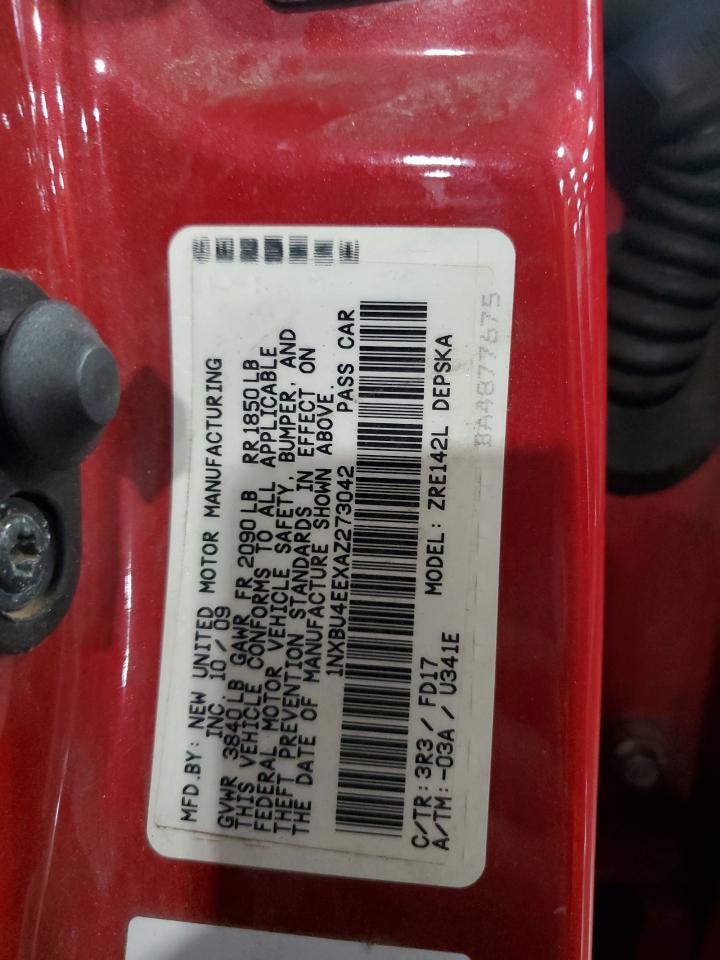 MFD.BY: NEW UNITED MOTOR MANUFACTURING
INC 10/09
GVWR 3840LB GAWR FR 2090LB RR1850LB
THIS VEHICLE CONFORMS TO ALL APPLICABLE
FEDERAL MOTOR VEHICLE SAFETY, BUMPER, AND
THEFT PREVENTION STANDARDS IN EFFECT ON
THE DATE OF MANUFACTURE SHOWN ABOVE.
1NXBU4EEXAZ273042 PASS CAR
C/TR:3R3/FD17 MODEL: ZRE142L DEPSKA
A/TM:-03A/U341E
BA4877675